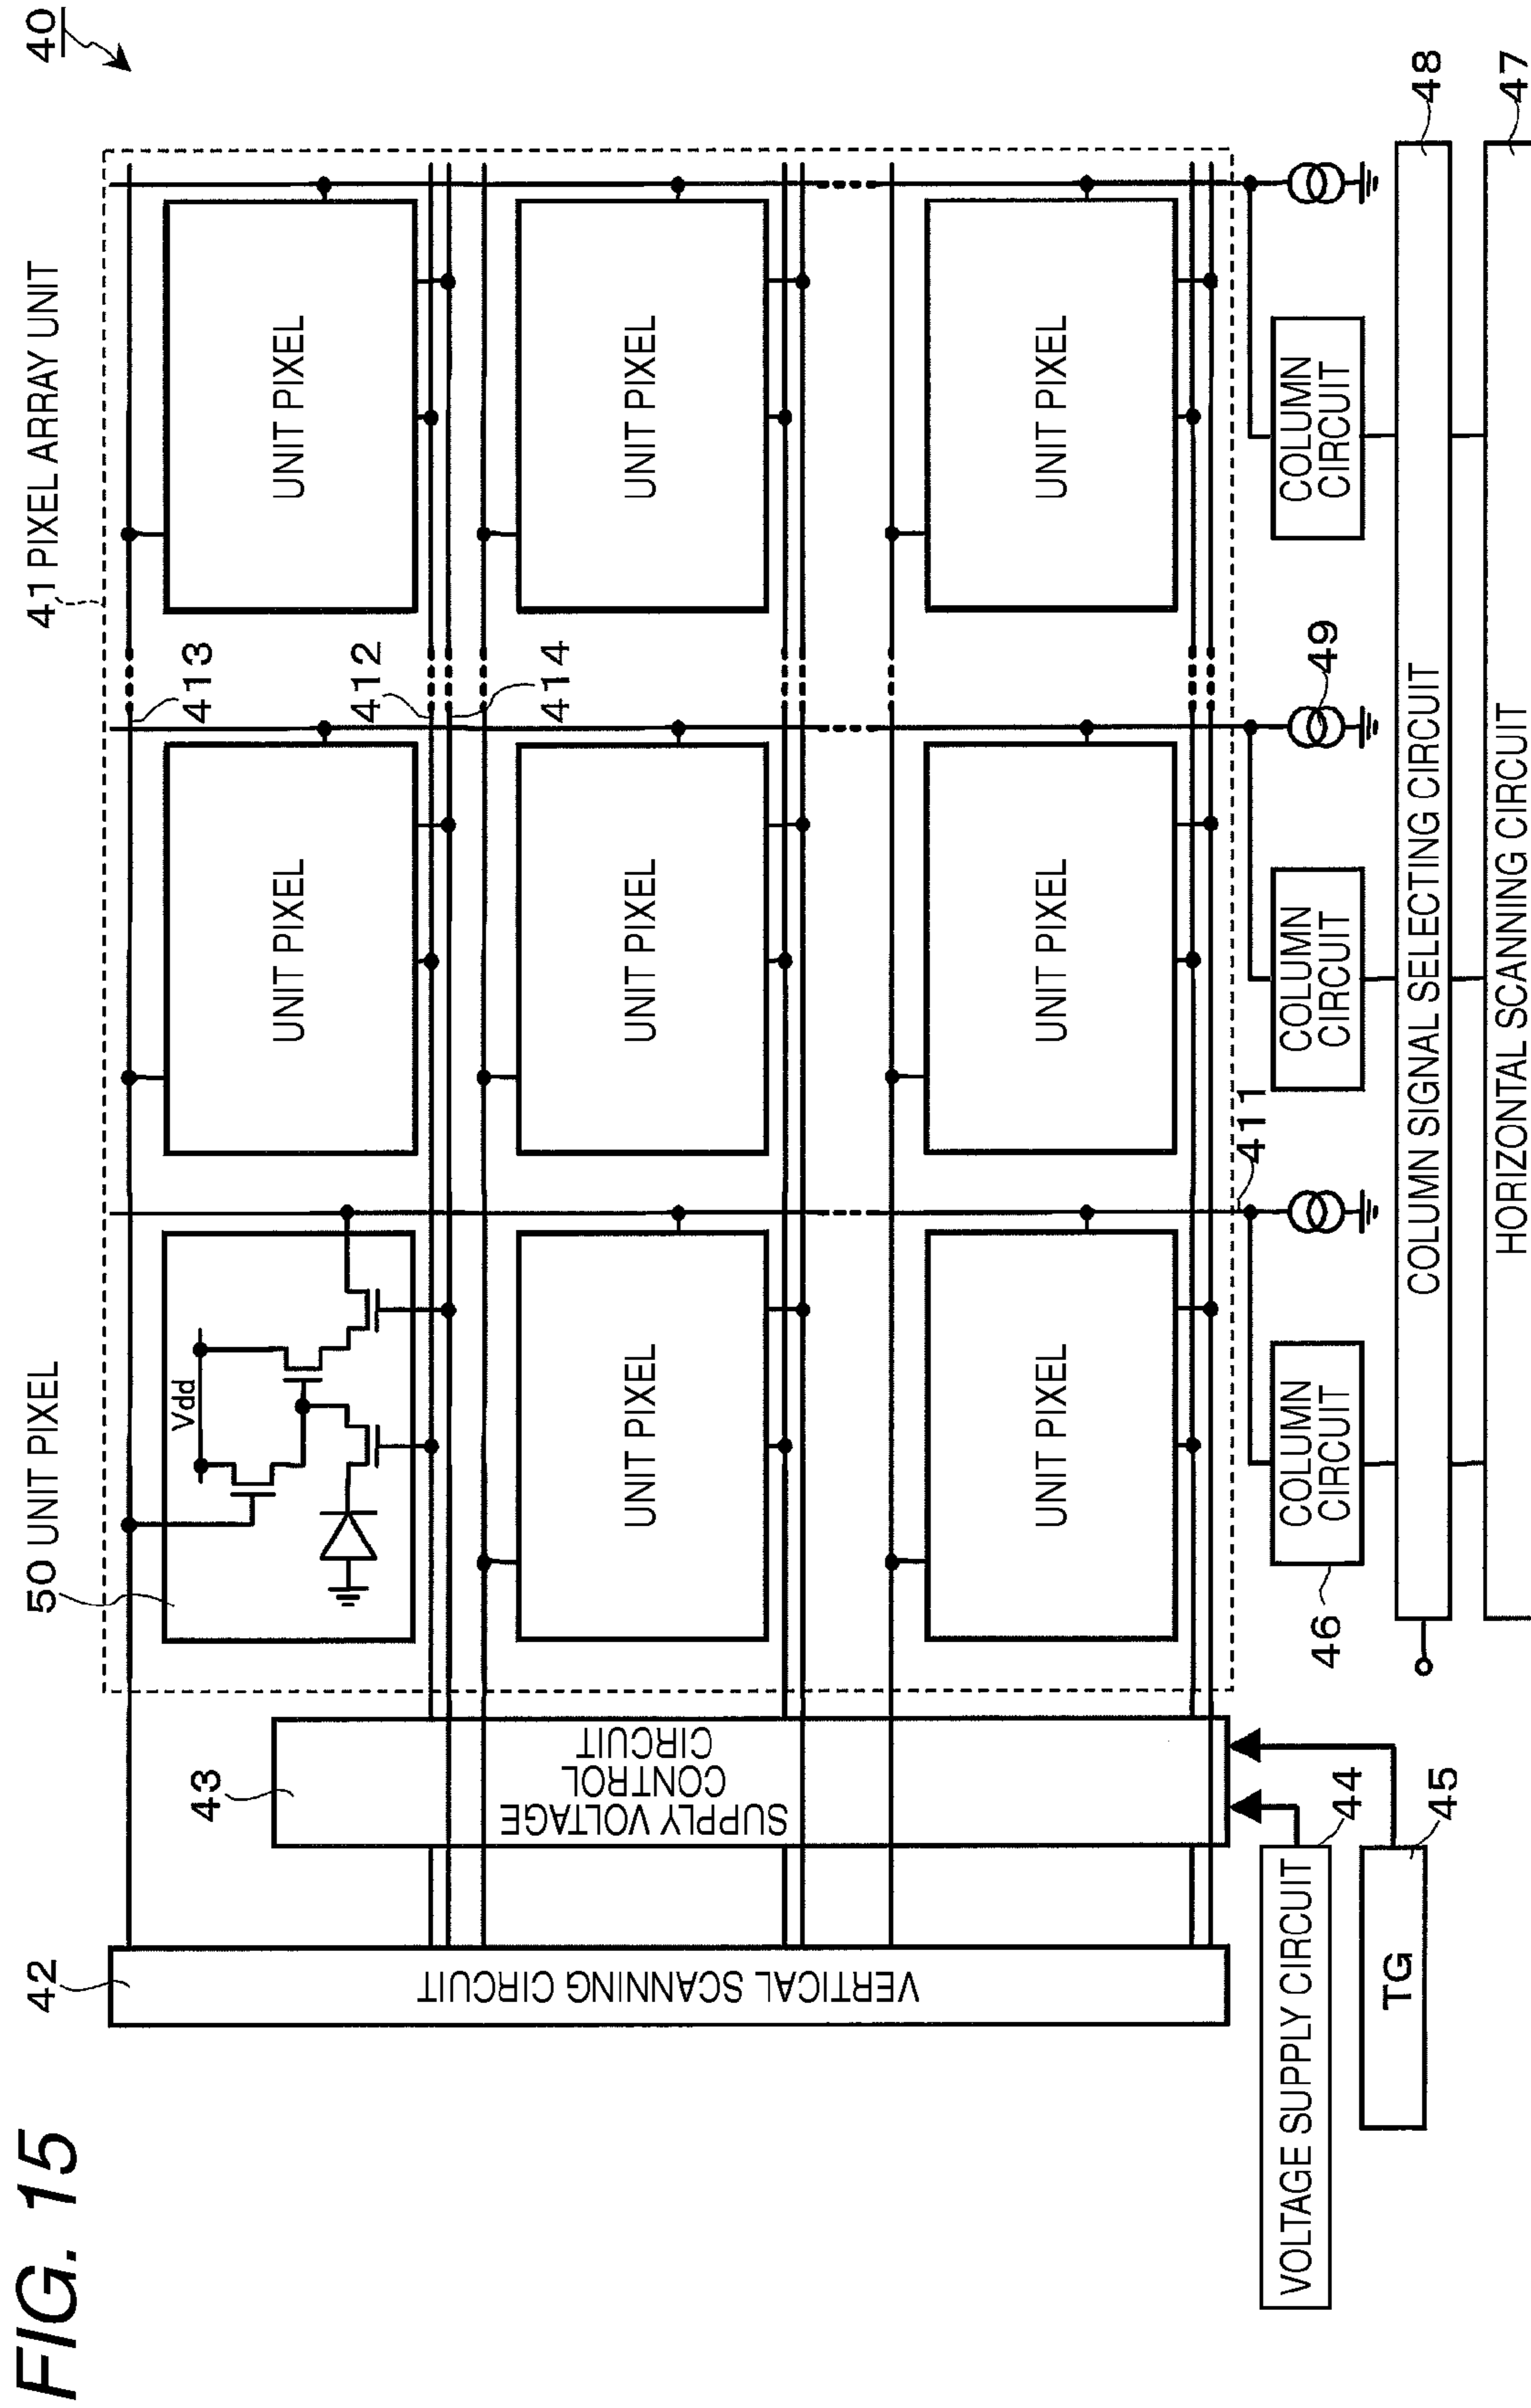 FIG. 15
40
41 PIXEL ARRAY UNIT
50 UNIT PIXEL
42
43
413
412
414
Vdd
UNIT PIXEL
UNIT PIXEL
UNIT PIXEL
UNIT PIXEL
UNIT PIXEL
UNIT PIXEL
UNIT PIXEL
UNIT PIXEL
VERTICAL SCANNING CIRCUIT
SUPPLY VOLTAGE
CONTROL
CIRCUIT
411
49
VOLTAGE SUPPLY CIRCUIT
44
TG
45
46
COLUMN
CIRCUIT
COLUMN
CIRCUIT
COLUMN
CIRCUIT
COLUMN SIGNAL SELECTING CIRCUIT
48
HORIZONTAL SCANNING CIRCUIT
47